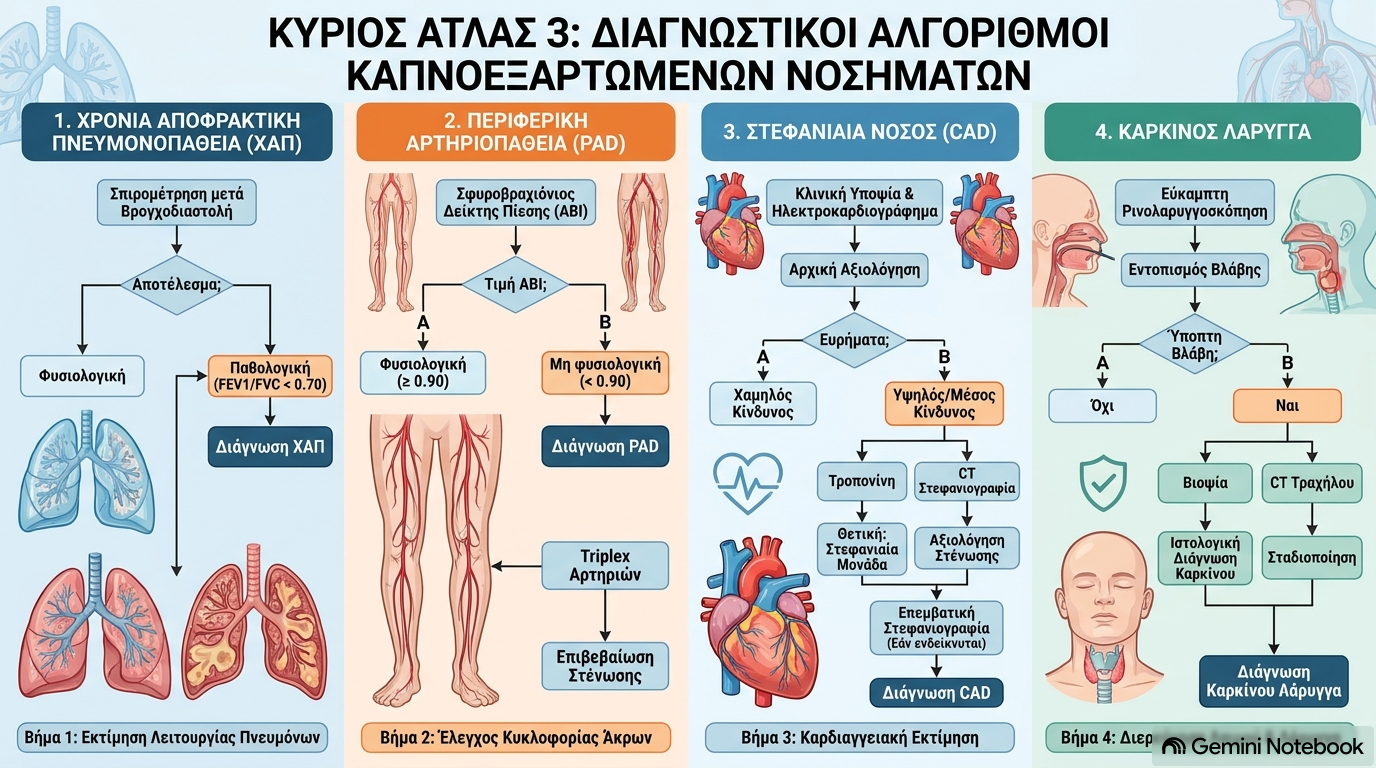 ΚΥΡΙΟΣ ΑΤΛΑΣ 3: ΔΙΑΓΝΩΣΤΙΚΟΙ ΑΛΓΟΡΙΘΜΟΙ
ΚΑΠΝΟΕΞΑΡΤΩΜΕΝΩΝ ΝΟΣΗΜΑΤΩΝ
1. ΧΡΟΝΙΑ ΑΠΟΦΡΑΚΤΙΚΗ
ΠΝΕΥΜΟΝΟΠΑΘΕΙΑ (ΧΑΠ)
Σπιρομέτρηση μετά
Βρογχοδιαστολή
Αποτέλεσμα;
Φυσιολογική
Παθολογική
(FEV1/FVC < 0.70)
Διάγνωση ΧΑΠ
Βήμα 1: Εκτίμηση Λειτουργίας Πνευμόνων
2. ΠΕΡΙΦΕΡΙΚΗ
ΑΡΤΗΡΙΟΠΑΘΕΙΑ (PAD)
Σφυροβραχιόνιος
Δείκτης Πίεσης (ABI)
Τιμή ABI;
A
B
Φυσιολογική
(≥ 0.90)
Μη φυσιολογική
(< 0.90)
Διάγνωση PAD
Triplex
Αρτηριών
Επιβεβαίωση
Στένωσης
Βήμα 2: Έλεγχος Κυκλοφορίας Άκρων
3. ΣΤΕΦΑΝΙΑΙΑ ΝΟΣΟΣ (CAD)
Κλινική Υποψία &
Ηλεκτροκαρδιογράφημα
Αρχική Αξιολόγηση
Ευρήματα;
A
B
Χαμηλός
Κίνδυνος
Υψηλός/Μέσος
Κίνδυνος
Τροπονίνη
CT
Στεφανιογραφία
Θετική:
Στεφανιαία
Μονάδα
Αξιολόγηση
Στένωσης
Επεμβατική
Στεφανιογραφία
(Εάν ενδείκνυται)
Διάγνωση CAD
Βήμα 3: Καρδιαγγειακή Εκτίμηση
4. ΚΑΡΚΙΝΟΣ ΛΑΡΥΓΓΑ
Εύκαμπτη
Ρινολαρυγγοσκόπηση
Εντοπισμός Βλάβης
Ύποπτη
Βλάβη;
A
B
Όχι
Ναι
Βιοψία
CT Τραχήλου
Ιστολογική
Διάγνωση
Καρκίνου
Σταδιοποίηση
Διάγνωση
Καρκίνου Λάρυγγα
Βήμα 4:
Gemini Notebook